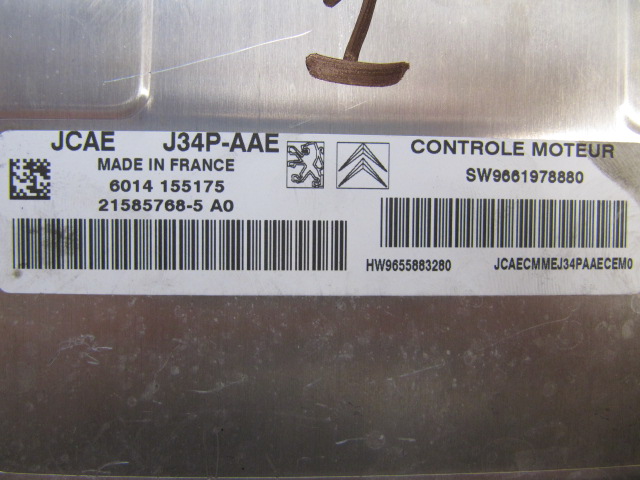 JCAE J34P-AAE
MADE IN FRANCE
6014 155175
21585768-5 A0
CONTROLE MOTEUR
SW9661978880
HW9655883280 JCAECMMEJ34PAAECEM0